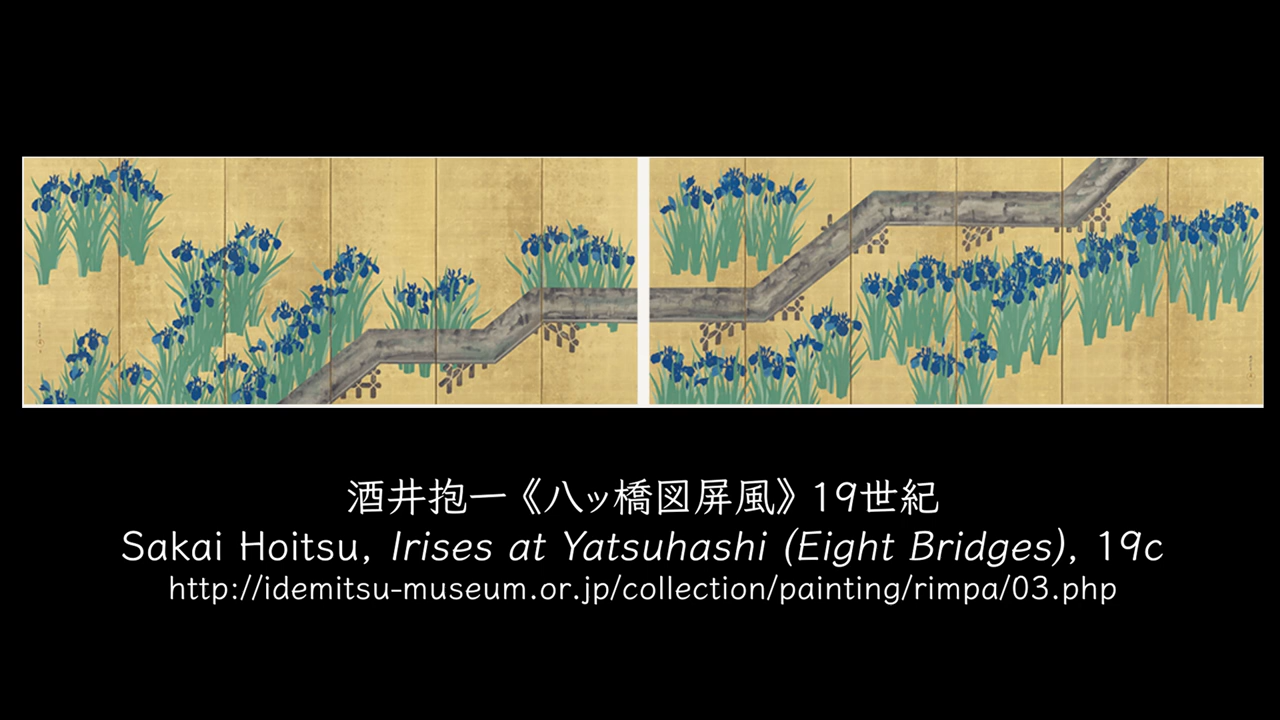 酒井抱一《八ッ橋図屏風》19世紀
Sakai Hoitsu, Irises at Yatsuhashi (Eight Bridges), 19c
http://idemitsu-museum.or.jp/collection/painting/rimpa/03.php